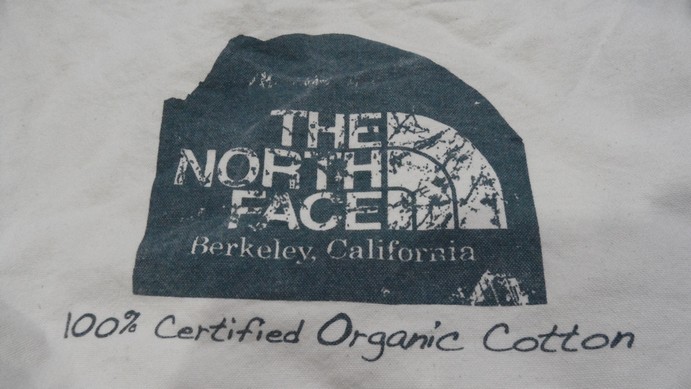 THE
NORTH
FACE
Berkeley, California
100% Certified Organic Cotton